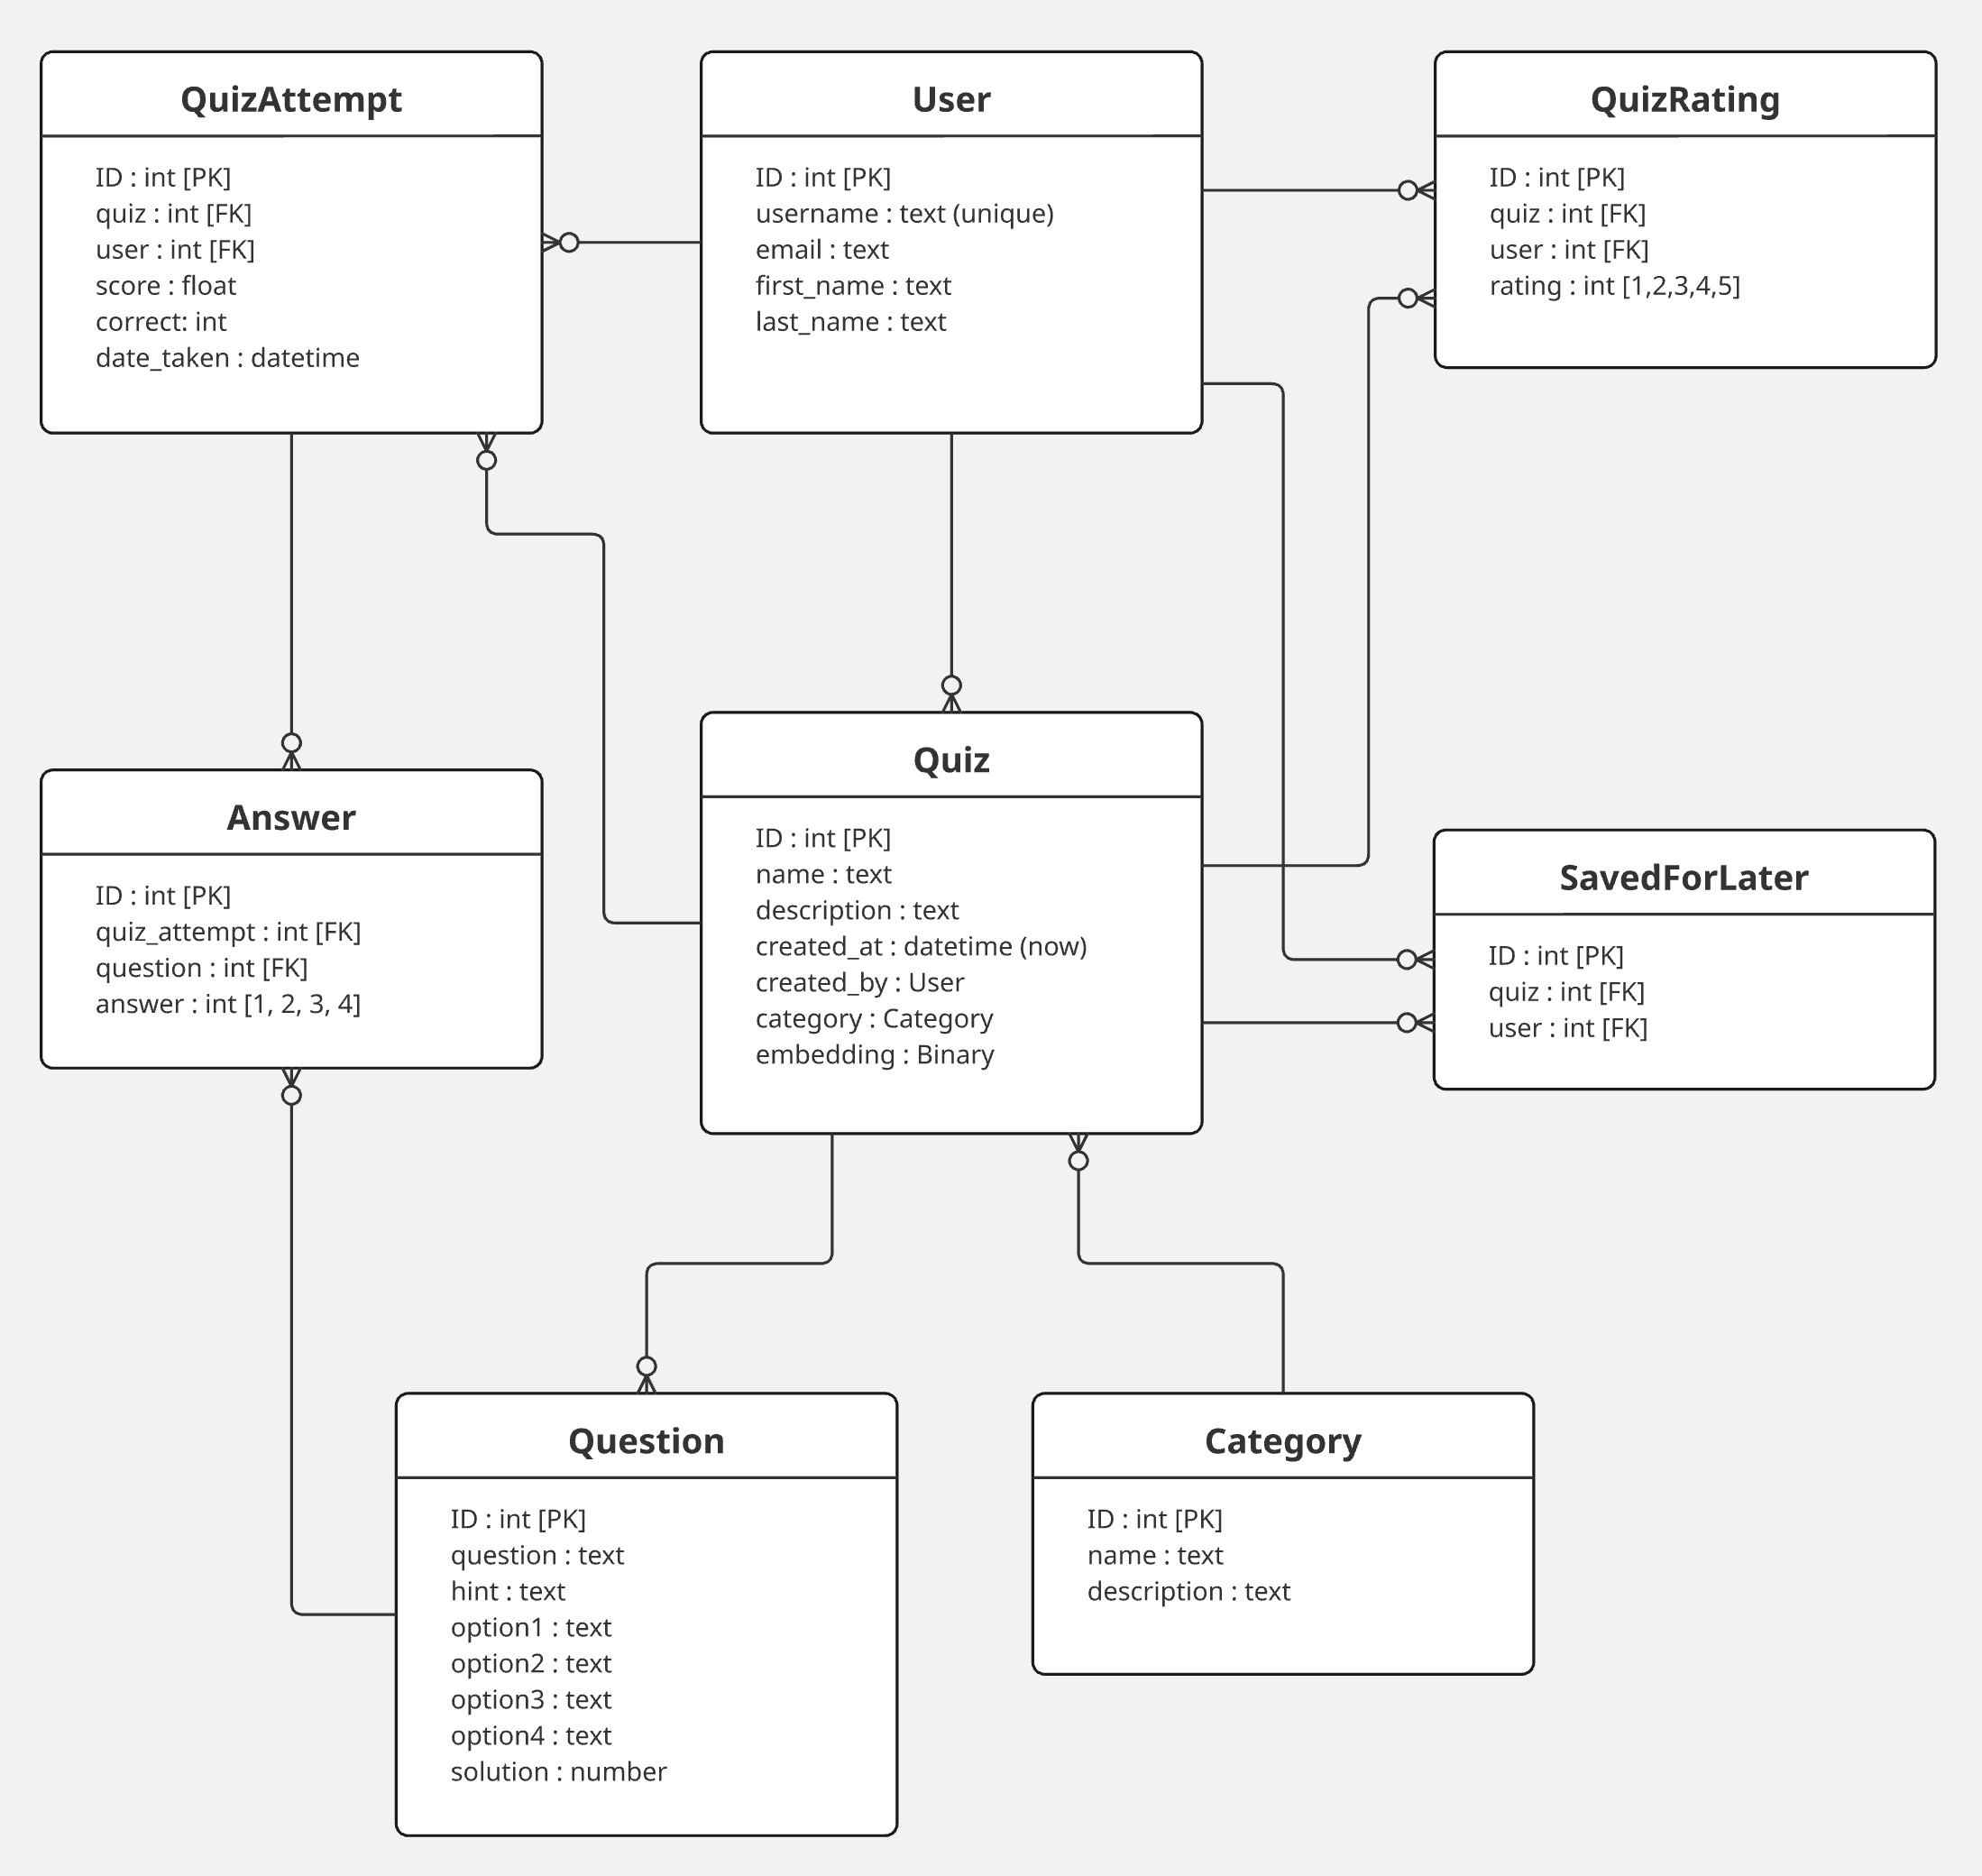 QuizAttempt
ID : int [PK]
quiz : int [FK]
user : int [FK]
score : float
correct: int
date_taken : datetime
User
ID : int [PK]
username : text (unique)
email : text
first_name : text
last_name : text
QuizRating
ID : int [PK]
quiz : int [FK]
user : int [FK]
rating : int [1,2,3,4,5]
Answer
ID : int [PK]
quiz_attempt : int [FK]
question : int [FK]
answer : int [1, 2, 3, 4]
Quiz
ID : int [PK]
name : text
description : text
created_at : datetime (now)
created_by : User
category : Category
embedding : Binary
SavedForLater
ID : int [PK]
quiz : int [FK]
user : int [FK]
Question
ID : int [PK]
question : text
hint : text
option1 : text
option2 : text
option3 : text
option4 : text
solution : number
Category
ID : int [PK]
name : text
description : text